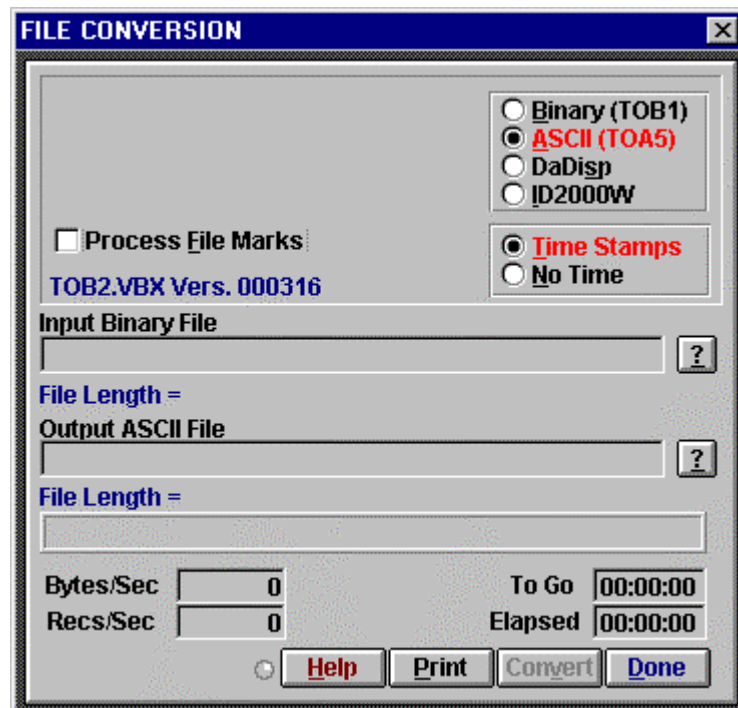 FILE CONVERSION
Binary (TOB1)
ASCII (TOA5)
DaDisp
ID2000W
Process File Marks
Time Stamps
No Time
TOB2.VBX Vers. 000316
Input Binary File
?
File Length =
Output ASCII File
?
File Length =
Bytes/Sec 0 To Go 00:00:00
Recs/Sec 0 Elapsed 00:00:00
Help Print Convert Done